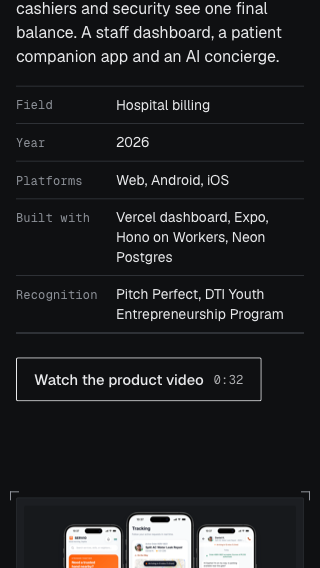 cashiers and security see one final
balance. A staff dashboard, a patient
companion app and an AI concierge.
Field Hospital billing
Year 2026
Platforms Web, Android, iOS
Built with Vercel dashboard, Expo,
Hono on Workers, Neon
Postgres
Recognition Pitch Perfect, DTI Youth
Entrepreneurship Program
Watch the product video 0:32
Tracking